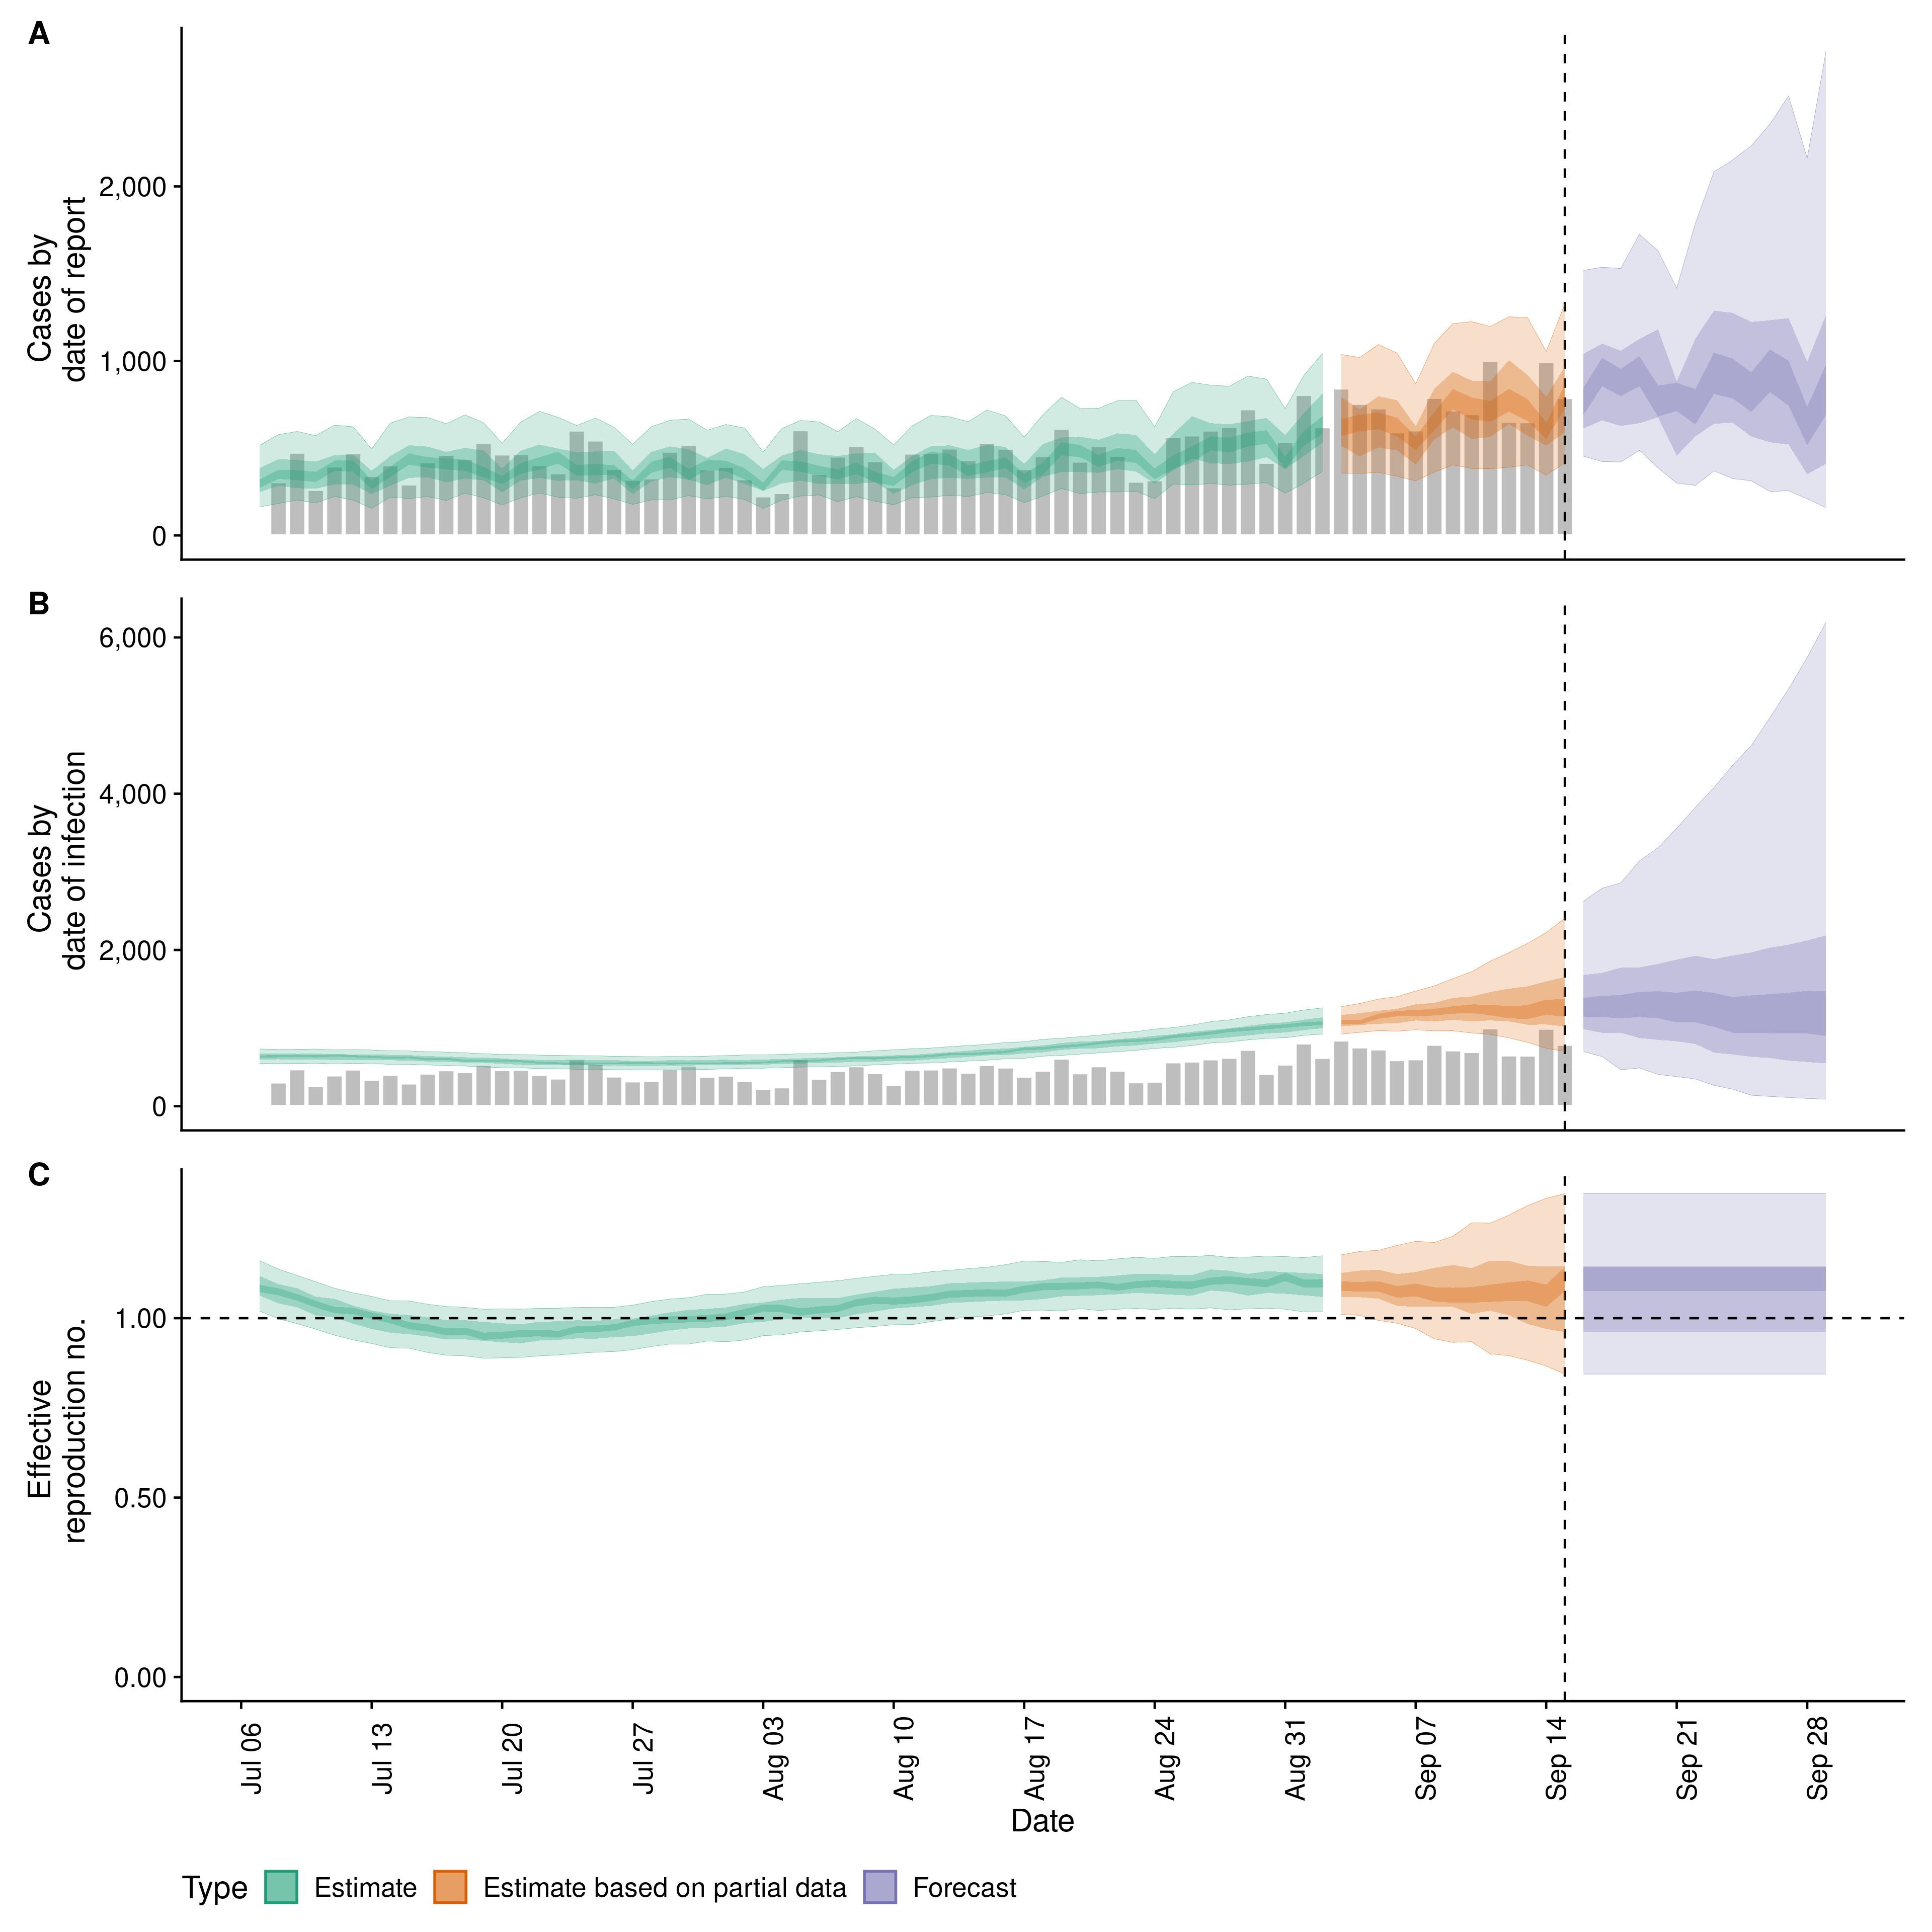 A
Cases by
date of report
2,000
1,000
0
B
Cases by
date of infection
6,000
4,000
2,000
0
C
Effective
reproduction no.
1.00
0.50
0.00
Jul 06
Jul 13
Jul 20
Jul 27
Aug 03
Aug 10
Aug 17
Aug 24
Aug 31
Sep 07
Sep 14
Sep 21
Sep 28
Date
Type Estimate Estimate based on partial data Forecast